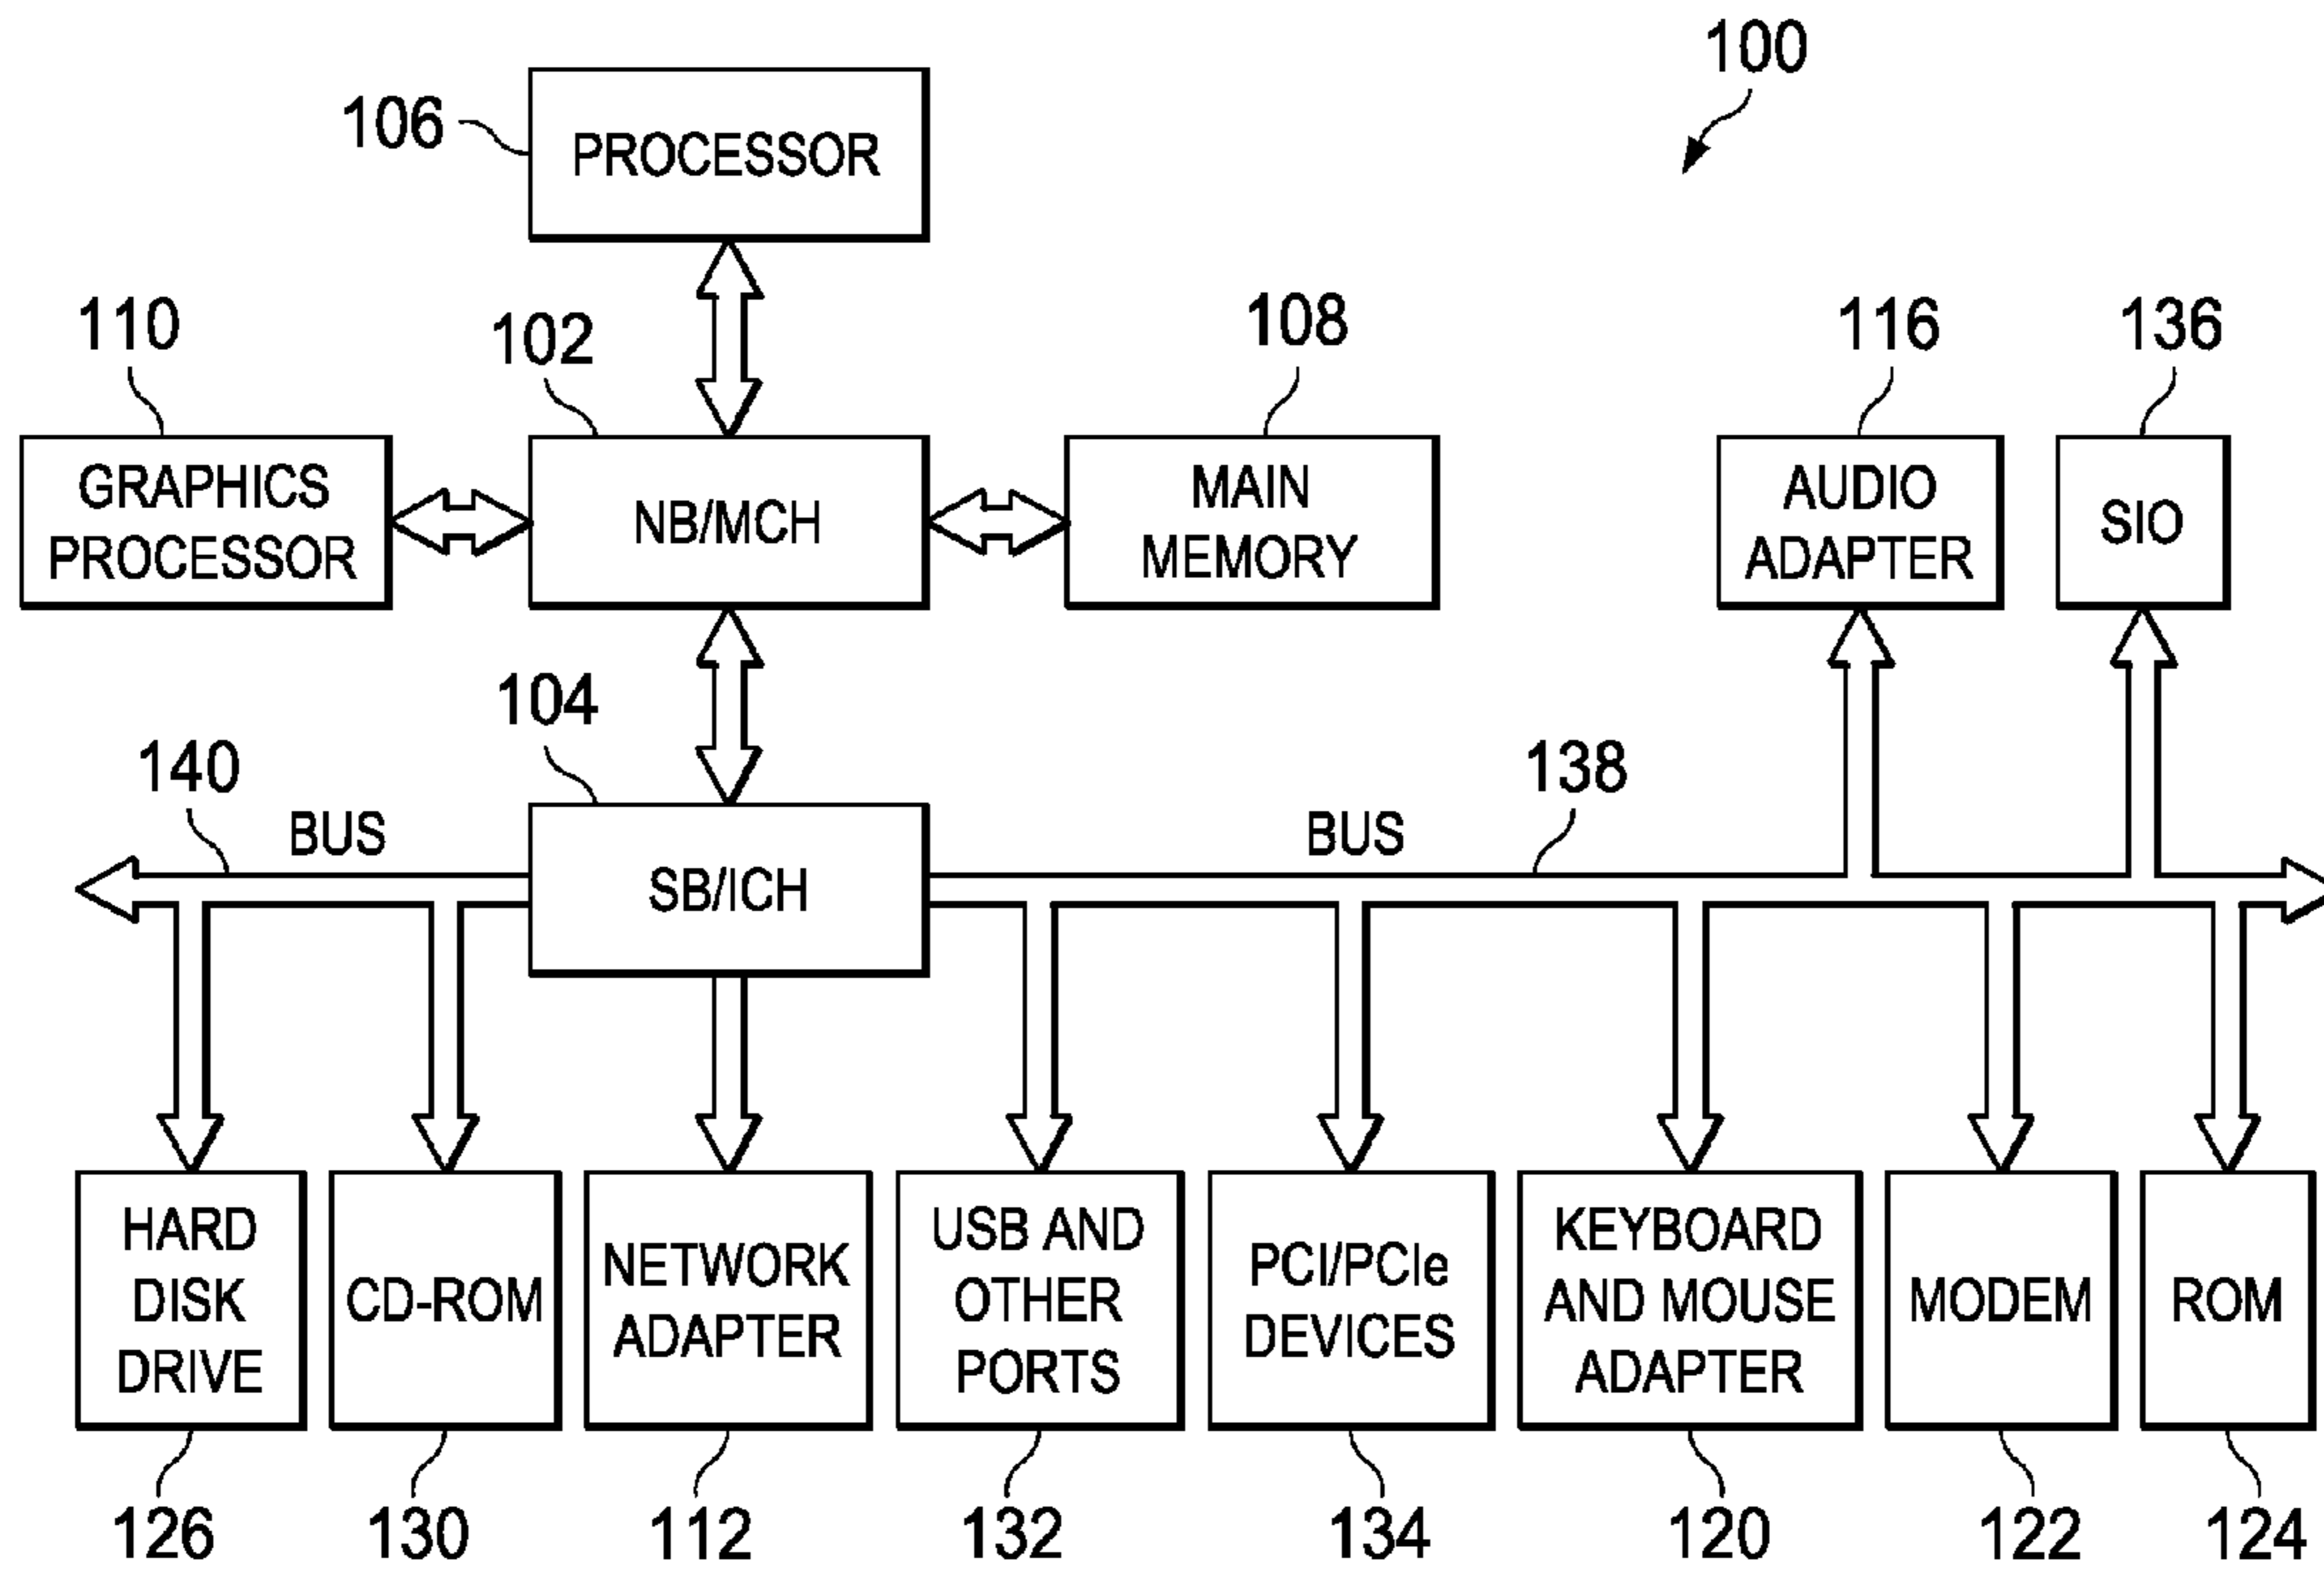 100
106
PROCESSOR
110
102
108
116
136
GRAPHICS
PROCESSOR
NB/MCH
MAIN
MEMORY
AUDIO
ADAPTER
SIO
104
140
BUS
138
BUS
SB/ICH
HARD
DISK
DRIVE
CD-ROM
NETWORK
ADAPTER
USB AND
OTHER
PORTS
PCI/PCIe
DEVICES
KEYBOARD
AND MOUSE
ADAPTER
MODEM
ROM
126
130
112
132
134
120
122
124